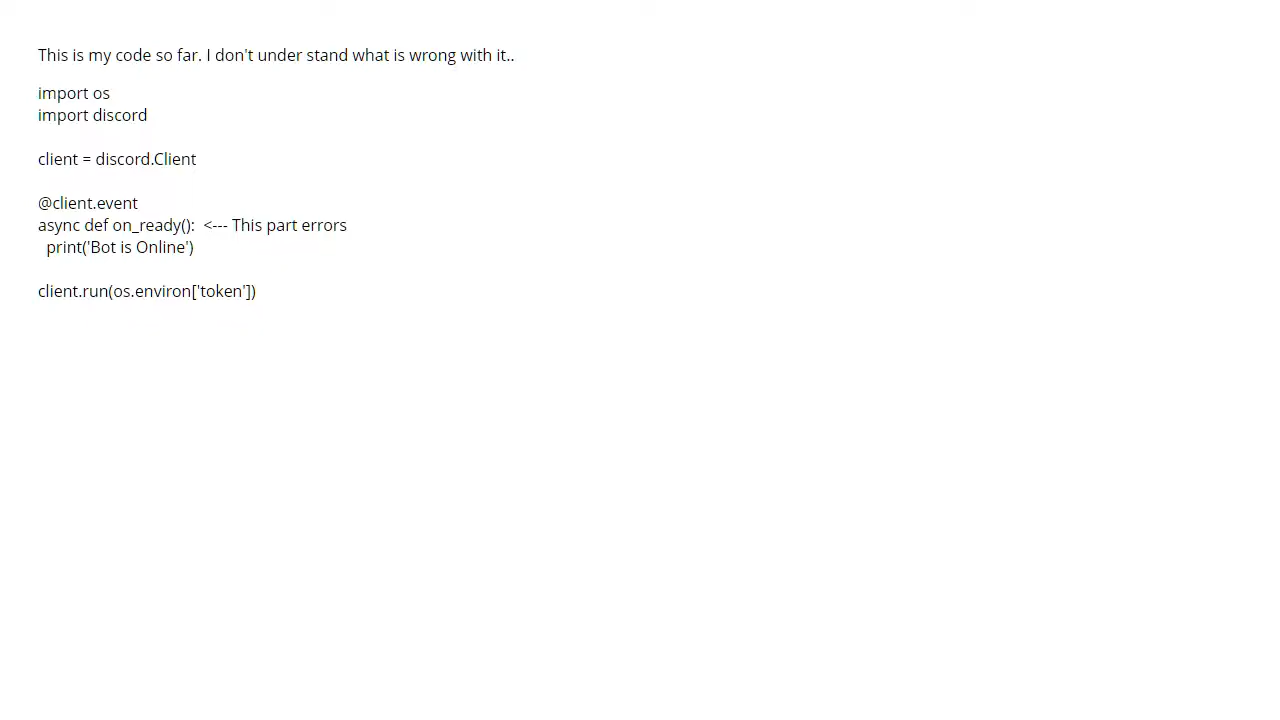 This is my code so far. I don't under stand what is wrong with it..
import os
import discord
client = discord.Client
@client.event
async def on_ready():  <--- This part errors
  print('Bot is Online')
client.run(os.environ['token'])